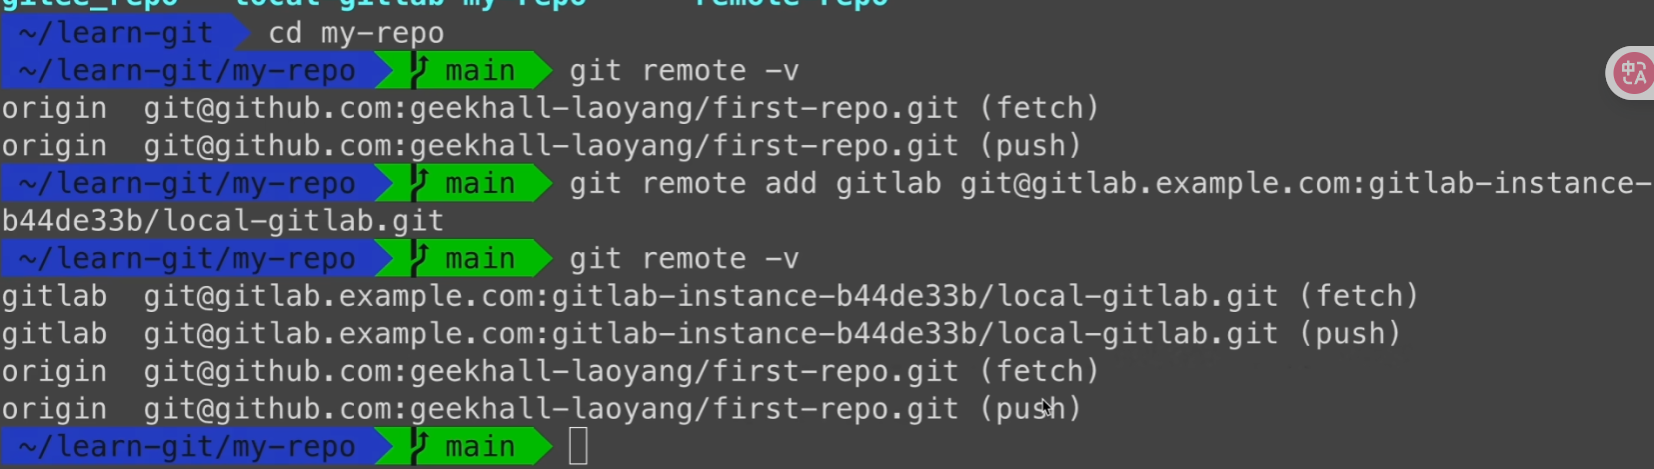 gitee_repo local-gitlab my-repo remote-repo
~/learn-git cd my-repo
~/learn-git/my-repo main git remote -v
origin git@github.com:geekhall-laoyang/first-repo.git (fetch)
origin git@github.com:geekhall-laoyang/first-repo.git (push)
~/learn-git/my-repo main git remote add gitlab git@gitlab.example.com:gitlab-instance-
b44de33b/local-gitlab.git
~/learn-git/my-repo main git remote -v
gitlab git@gitlab.example.com:gitlab-instance-b44de33b/local-gitlab.git (fetch)
gitlab git@gitlab.example.com:gitlab-instance-b44de33b/local-gitlab.git (push)
origin git@github.com:geekhall-laoyang/first-repo.git (fetch)
origin git@github.com:geekhall-laoyang/first-repo.git (push)
~/learn-git/my-repo main
中A